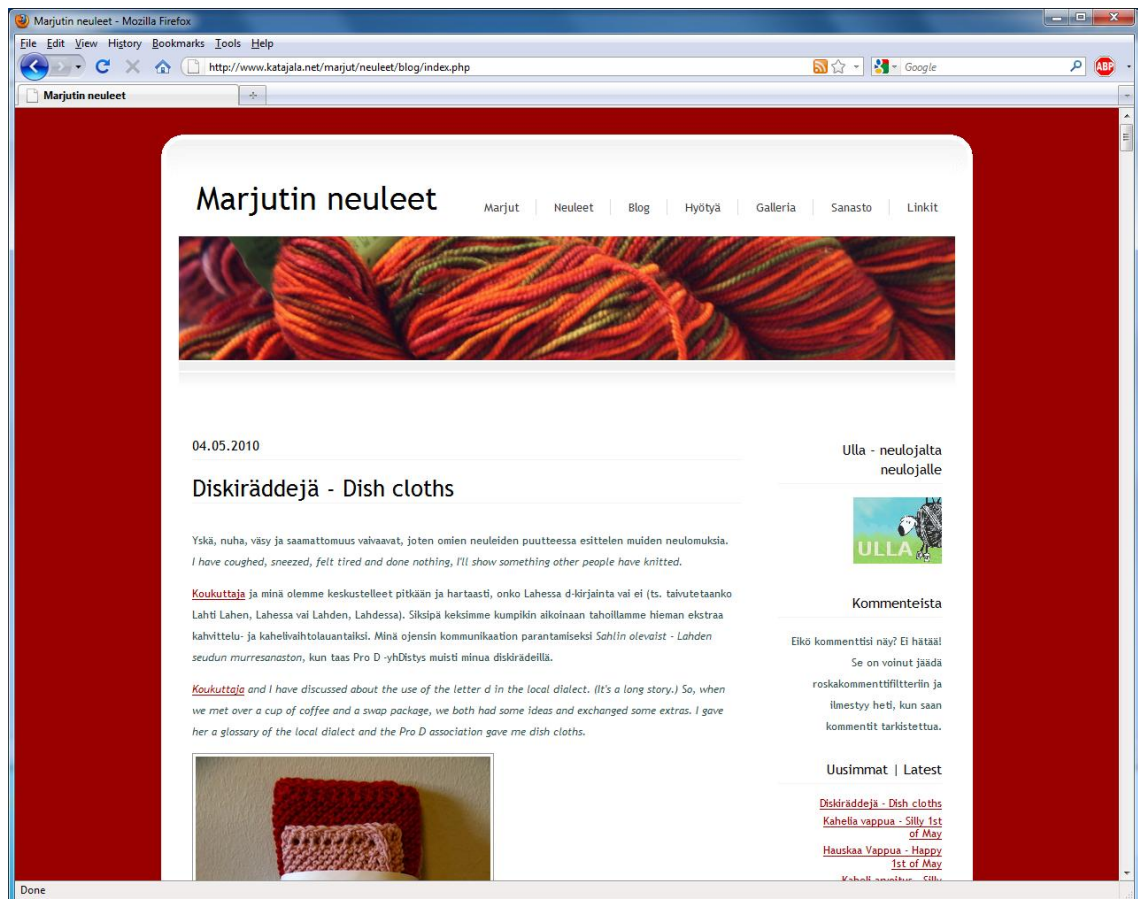 Marjutin neuleet - Mozilla Firefox
File Edit View History Bookmarks Tools Help
http://www.katajala.net/marjut/neuleet/blog/index.php
Google
ABP
Marjutin neuleet
Marjutin neuleet
Marjut Neuleet Blog Hyötyä Galleria Sanasto Linkit
04.05.2010
Diskiräddejä - Dish cloths
Yskä, nuha, väsy ja saamattomuus vaivaavat, joten omien neuleiden puutteessa esittelen muiden neulomuksia.
I have coughed, sneezed, felt tired and done nothing, I'll show something other people have knitted.
Koukuttaja ja minä olemme keskustelleet pitkään ja hartaasti, onko Lahessa d-kirjainta vai ei (ts. taivutetaanko
Lahti Lahen, Lahessa vai Lahden, Lahdessa). Siksipä keksimme kumpikin aikoinaan tahoillamme hieman ekstraa
kahvittelu- ja kahelivaihtolauantaiksi. Minä ojensin kommunikaation parantamiseksi Sahlin olevaist - Lahden
seudun murresanaston, kun taas Pro D -yhDistys muisti minua diskirädeillä.
Koukuttaja and I have discussed about the use of the letter d in the local dialect. (It's a long story.) So, when
we met over a cup of coffee and a swap package, we both had some ideas and exchanged some extras. I gave
her a glossary of the local dialect and the Pro D association gave me dish cloths.
Ulla - neulojalta
neulojalle
ULLA
Kommenteista
Eikö kommenttisi näy? Ei hätää!
Se on voinut jäädä
roskakommenttifiltteriin ja
ilmestyy heti, kun saan
kommentit tarkistettua.
Uusimmat | Latest
Diskiräddejä - Dish cloths
Kahelia vappua - Silly 1st
of May
Hauskaa Vappua - Happy
1st of May
Kaheli arvoitus - Silly
Done